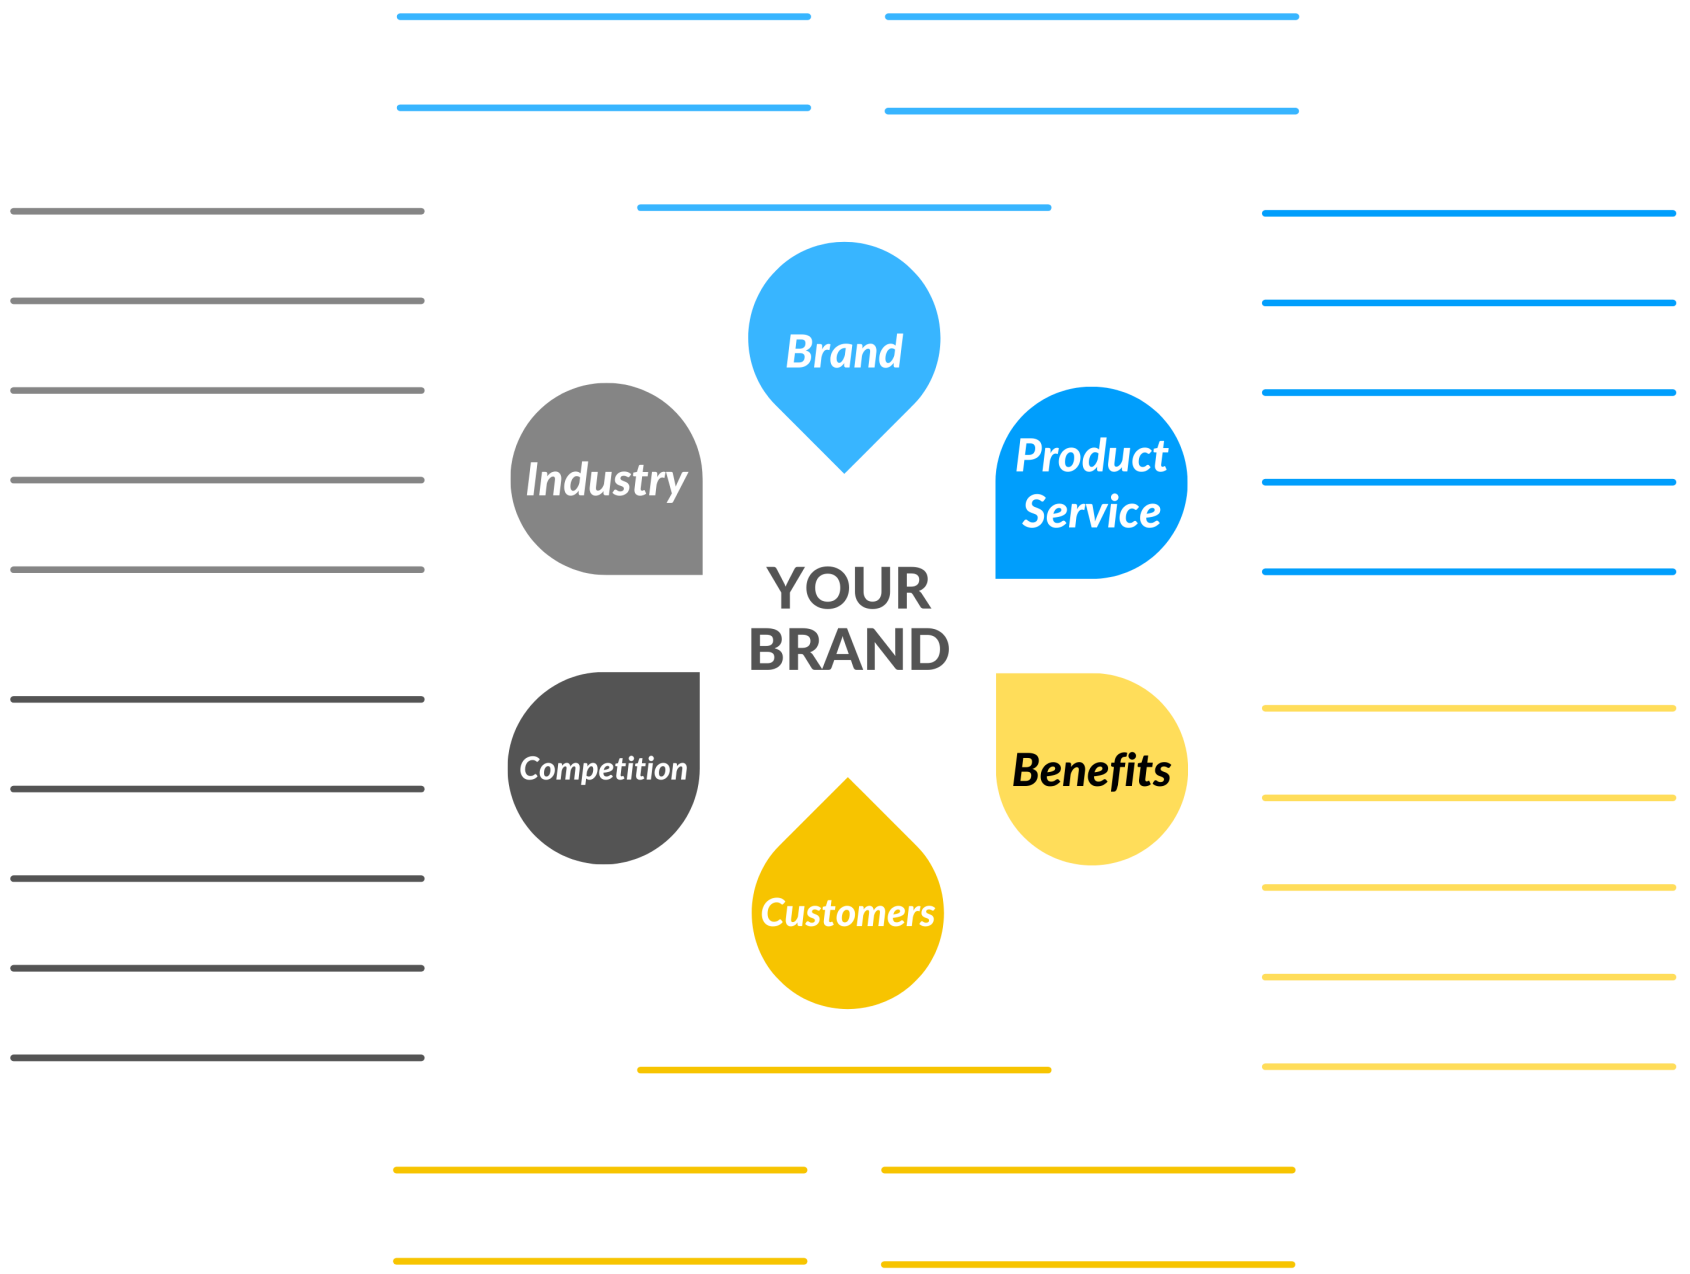 Brand
Industry
Product
Service
YOUR
BRAND
Competition
Benefits
Customers